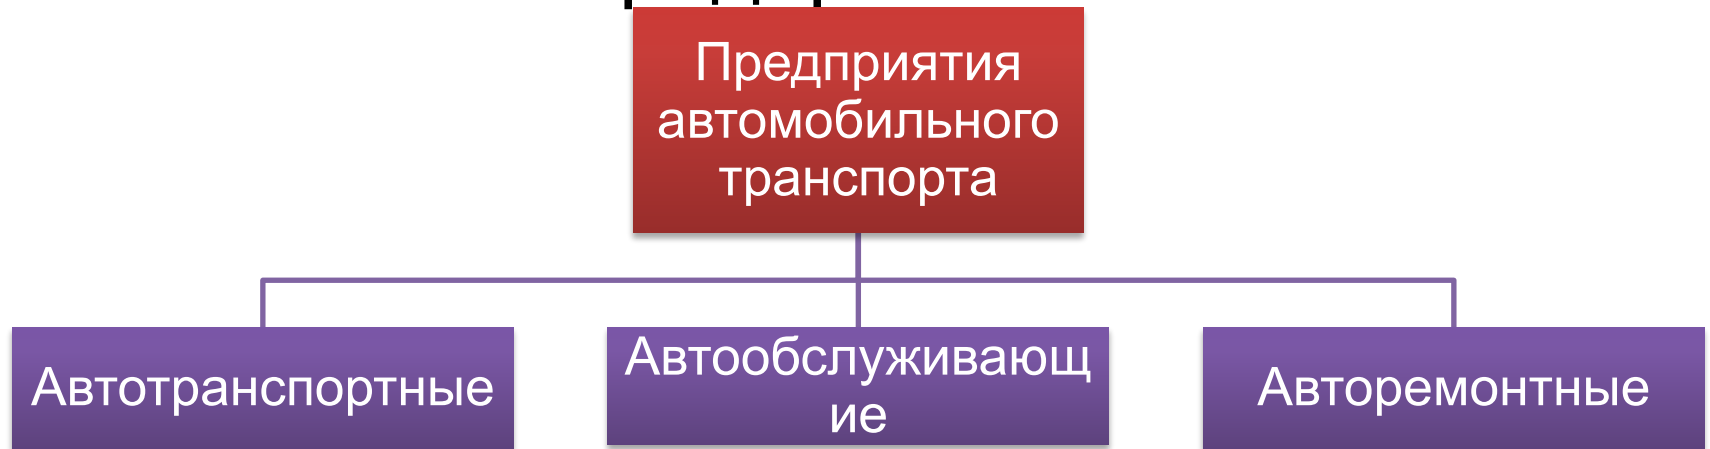 Предприятия
автомобильного
транспорта
Автотранспортные
Автообслуживающ
ие
Авторемонтные